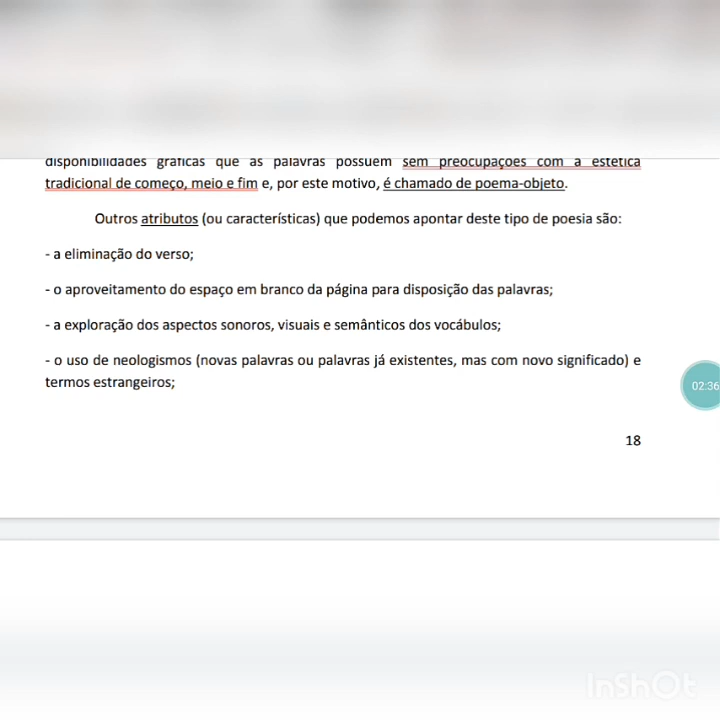 disponibilidades gráficas que as palavras possuem sem preocupações com a estética
tradicional de começo, meio e fim e, por este motivo, é chamado de poema-objeto.
Outros atributos (ou características) que podemos apontar deste tipo de poesia são:
- a eliminação do verso;
- o aproveitamento do espaço em branco da página para disposição das palavras;
- a exploração dos aspectos sonoros, visuais e semânticos dos vocábulos;
- o uso de neologismos (novas palavras ou palavras já existentes, mas com novo significado) e
termos estrangeiros;
02:36
18
InShOt